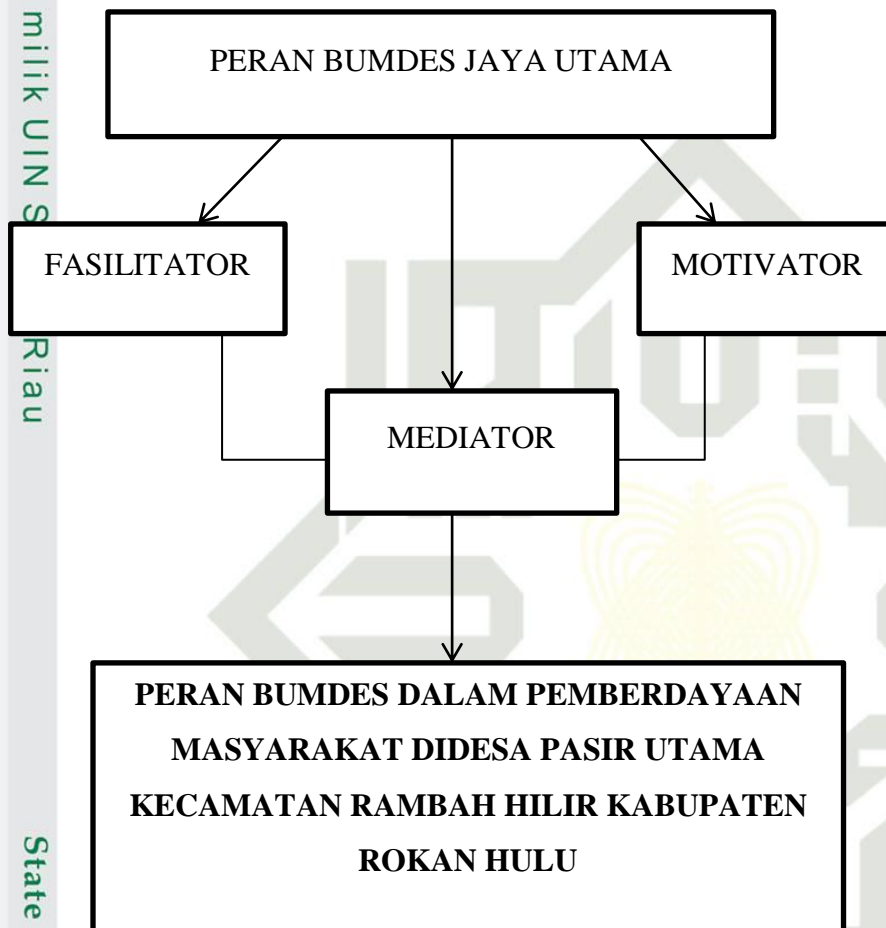 PERAN BUMDES JAYA UTAMA
FASILITATOR
MOTIVATOR
MEDIATOR
PERAN BUMDES DALAM PEMBERDAYAAN
MASYARAKAT DIDESA PASIR UTAMA
KECAMATAN RAMBAH HILIR KABUPATEN
ROKAN HULU
milik UIN S Riau
State